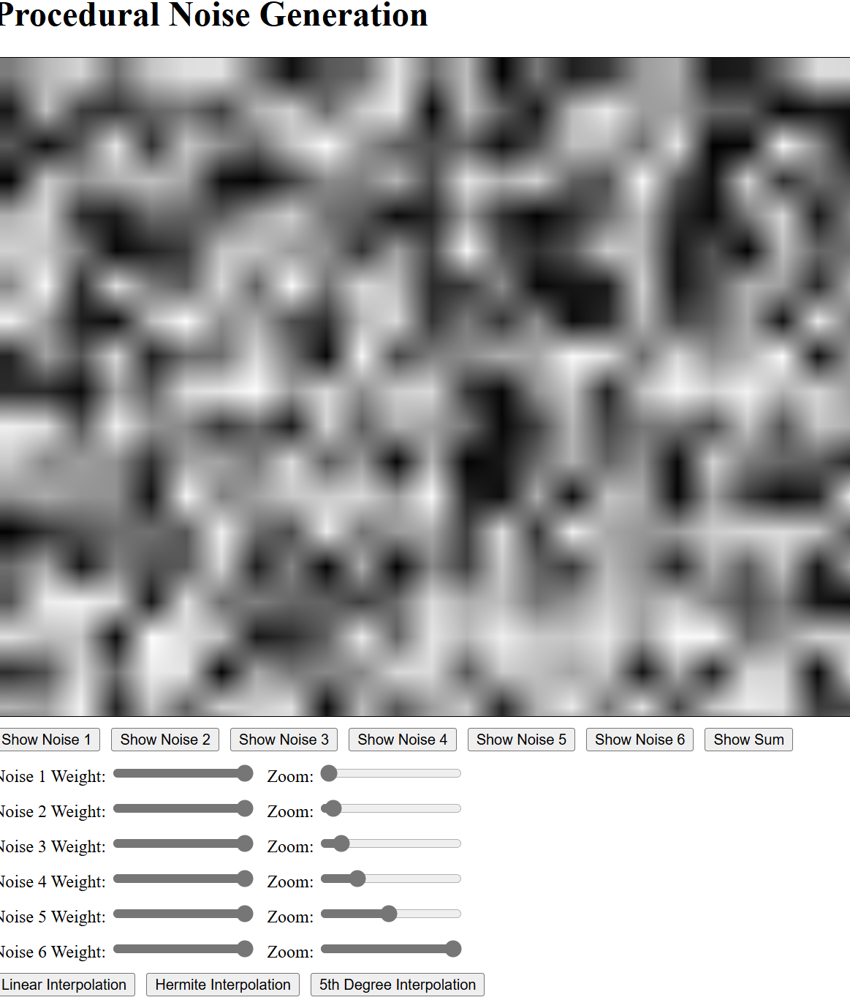 Procedural Noise Generation
Show Noise 1 Show Noise 2 Show Noise 3 Show Noise 4 Show Noise 5 Show Noise 6 Show Sum
Noise 1 Weight: Zoom:
Noise 2 Weight: Zoom:
Noise 3 Weight: Zoom:
Noise 4 Weight: Zoom:
Noise 5 Weight: Zoom:
Noise 6 Weight: Zoom:
Linear Interpolation Hermite Interpolation 5th Degree Interpolation